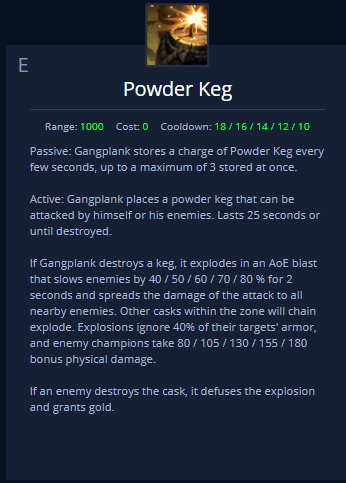 E
Powder Keg
Range: 1000 Cost: 0 Cooldown: 18 / 16 / 14 / 12 / 10
Passive: Gangplank stores a charge of Powder Keg every
few seconds, up to a maximum of 3 stored at once.
Active: Gangplank places a powder keg that can be
attacked by himself or his enemies. Lasts 25 seconds or
until destroyed.
If Gangplank destroys a keg, it explodes in an AoE blast
that slows enemies by 40 / 50 / 60 / 70 / 80 % for 2
seconds and spreads the damage of the attack to all
nearby enemies. Other casks within the zone will chain
explode. Explosions ignore 40% of their targets' armor,
and enemy champions take 80 / 105 / 130 / 155 / 180
bonus physical damage.
If an enemy destroys the cask, it defuses the explosion
and grants gold.